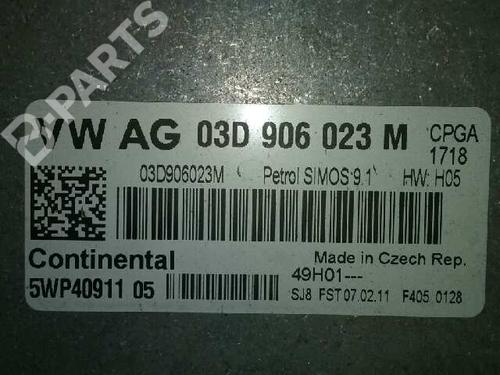 B-PARTS
VW AG 03D 906 023 M CPGA
1718
03D906023M Petrol SIMOS 9.1 HW: H05
Continental Made in Czech Rep.
49H01---
5WP40911 05 SJ8 FST 07.02.11 F405 0128